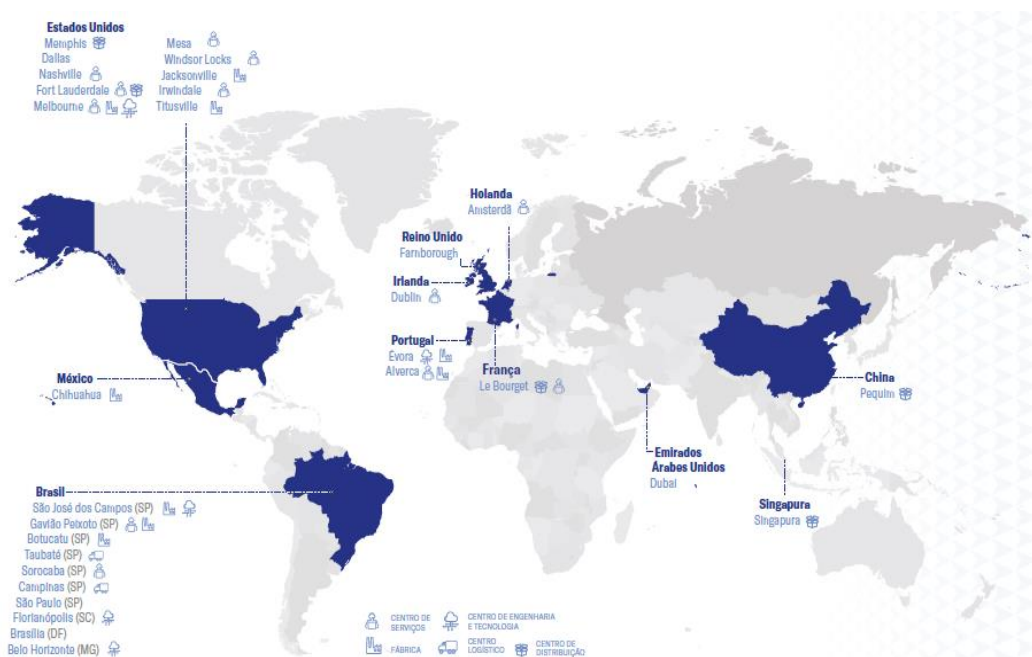 Estados Unidos
Memphis
Dallas
Nashville
Fort Lauderdale
Melbourne
Mesa
Windsor Locks
Jacksonville
Irwindale
Titusville
Holanda
Amsterdã
Reino Unido
Farnborough
Irlanda
Dublin
Portugal
Évora
Alverca
França
Le Bourget
México
Chihuahua
China
Pequim
Emirados
Árabes Unidos
Dubai
Singapura
Singapura
Brasil
São José dos Campos (SP)
Gavião Peixoto (SP)
Botucatu (SP)
Taubaté (SP)
Sorocaba (SP)
Campinas (SP)
São Paulo (SP)
Florianópolis (SC)
Brasília (DF)
Belo Horizonte (MG)
CENTRO DE
SERVIÇOS
CENTRO DE ENGENHARIA
E TECNOLOGIA
FÁBRICA
CENTRO
LOGÍSTICO
CENTRO DE
DISTRIBUIÇÃO